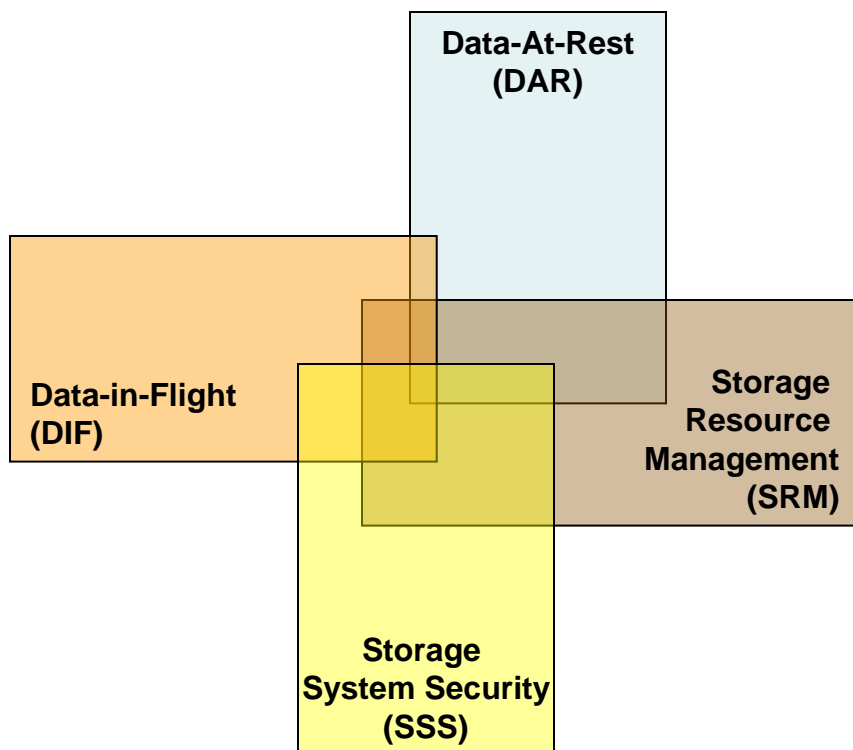 Data-At-Rest
(DAR)
Data-in-Flight
(DIF)
Storage
Resource
Management
(SRM)
Storage
System Security
(SSS)